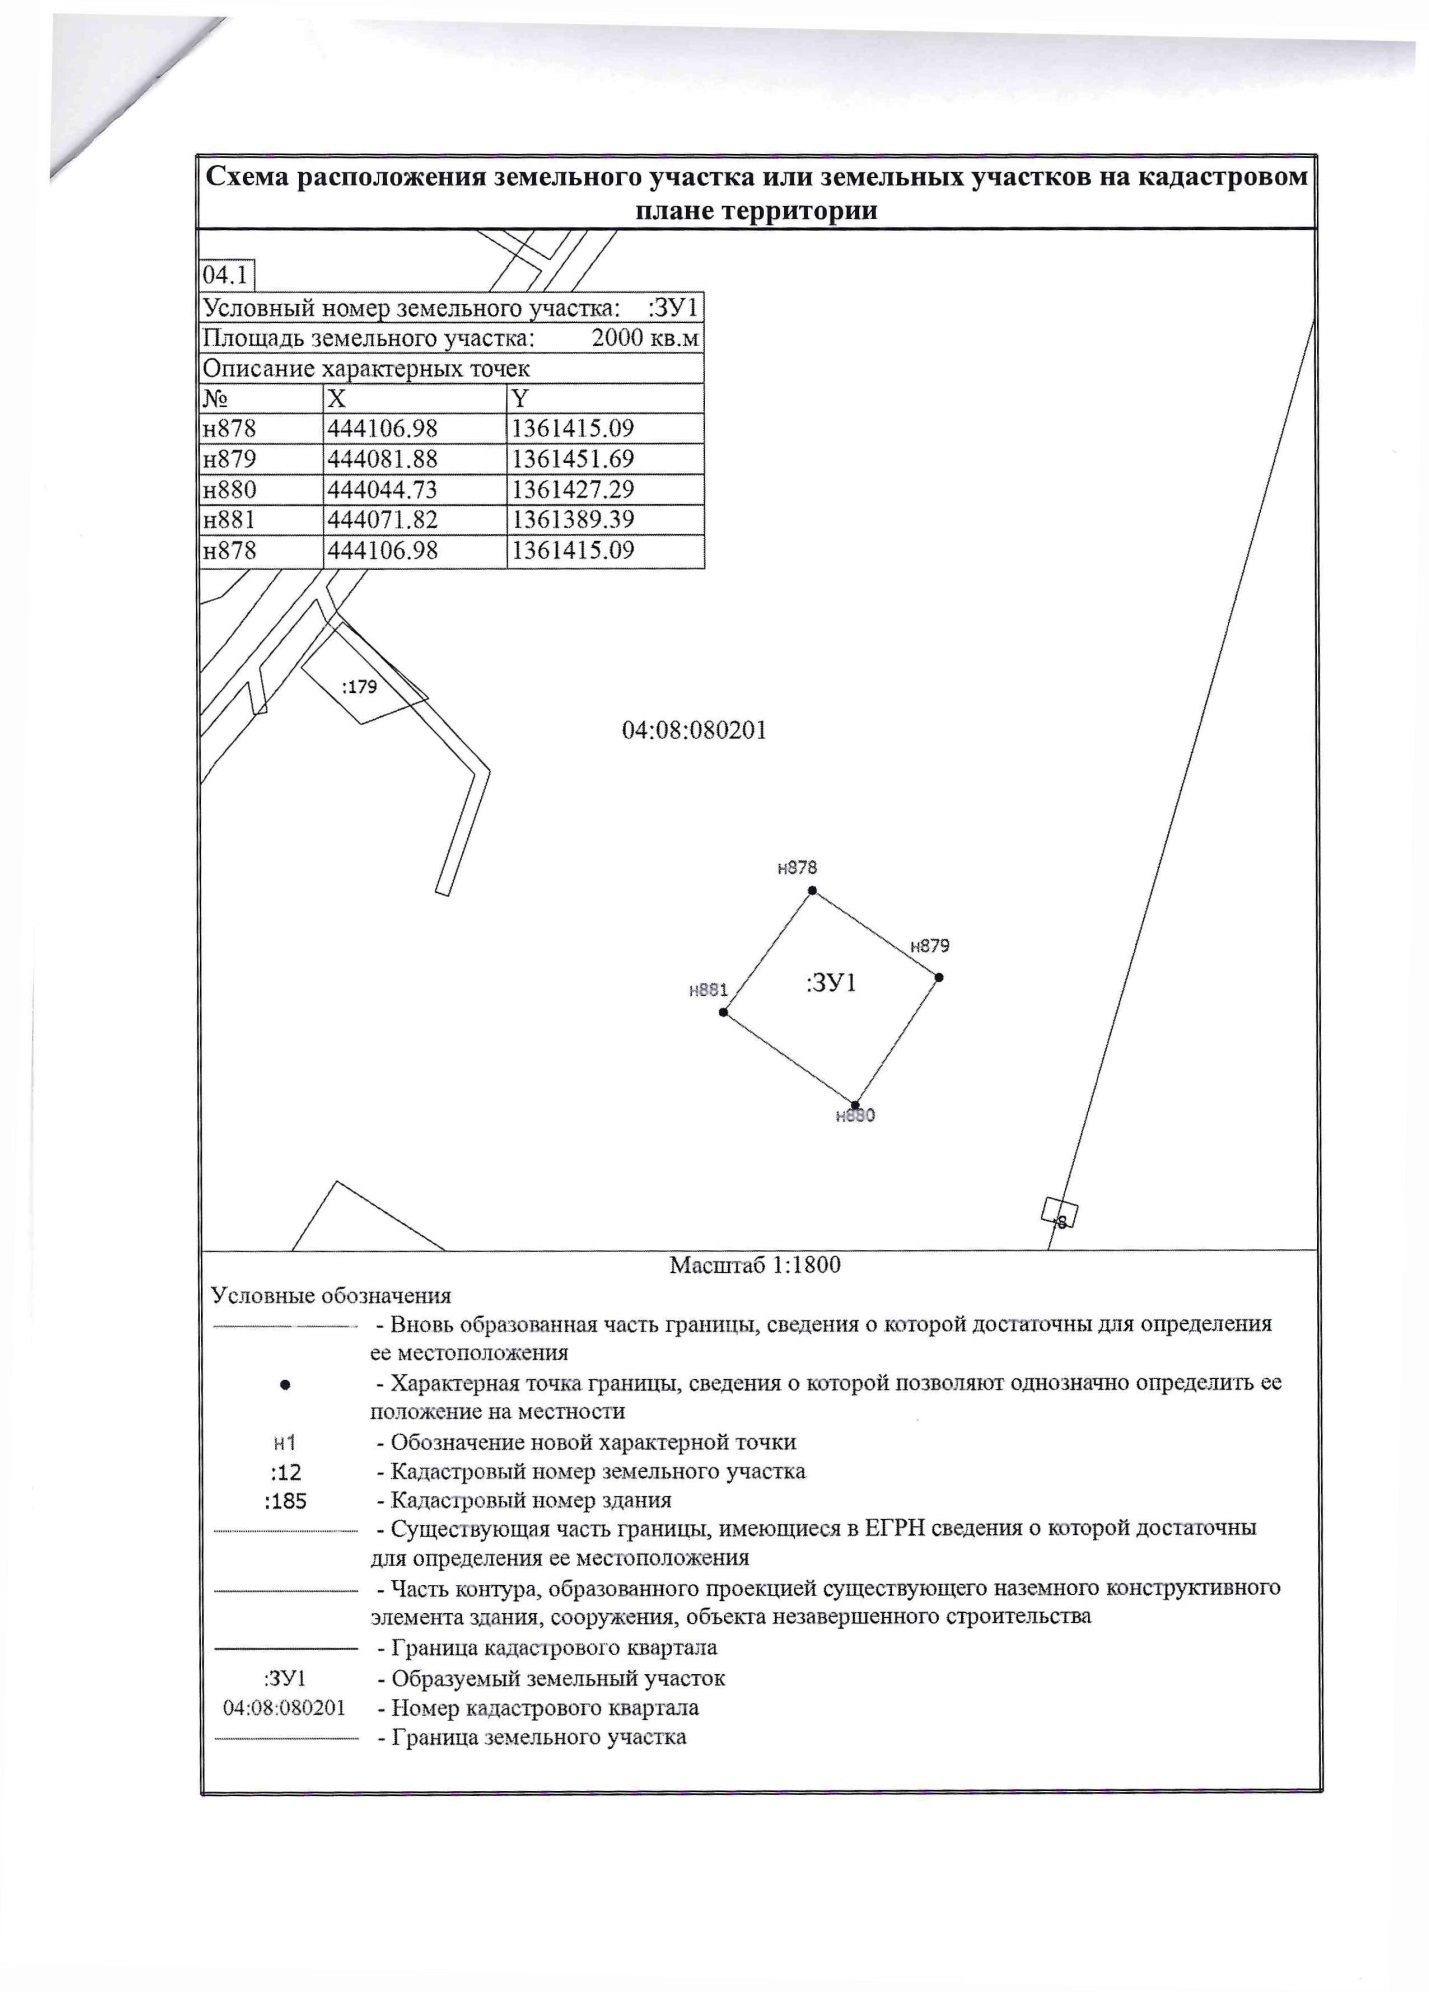 Схема расположения земельного участка или земельных участков на кадастровом
плане территории
04.1
Условный номер земельного участка: :ЗУ1
Площадь земельного участка: 2000 кв.м
Описание характерных точек
№ X Y
н878 444106.98 1361415.09
н879 444081.88 1361451.69
н880 444044.73 1361427.29
н881 444071.82 1361389.39
н878 444106.98 1361415.09
:179
04:08:080201
н878
н879
:ЗУ1
н881
н880
:8
Масштаб 1:1800
Условные обозначения
- Вновь образованная часть границы, сведения о которой достаточны для определения
ее местоположения
- Характерная точка границы, сведения о которой позволяют однозначно определить ее
положение на местности
н1 - Обозначение новой характерной точки
:12 - Кадастровый номер земельного участка
:185 - Кадастровый номер здания
- Существующая часть границы, имеющиеся в ЕГРН сведения о которой достаточны
для определения ее местоположения
- Часть контура, образованного проекцией существующего наземного конструктивного
элемента здания, сооружения, объекта незавершенного строительства
- Граница кадастрового квартала
:ЗУ1 - Образуемый земельный участок
04:08:080201 - Номер кадастрового квартала
- Граница земельного участка